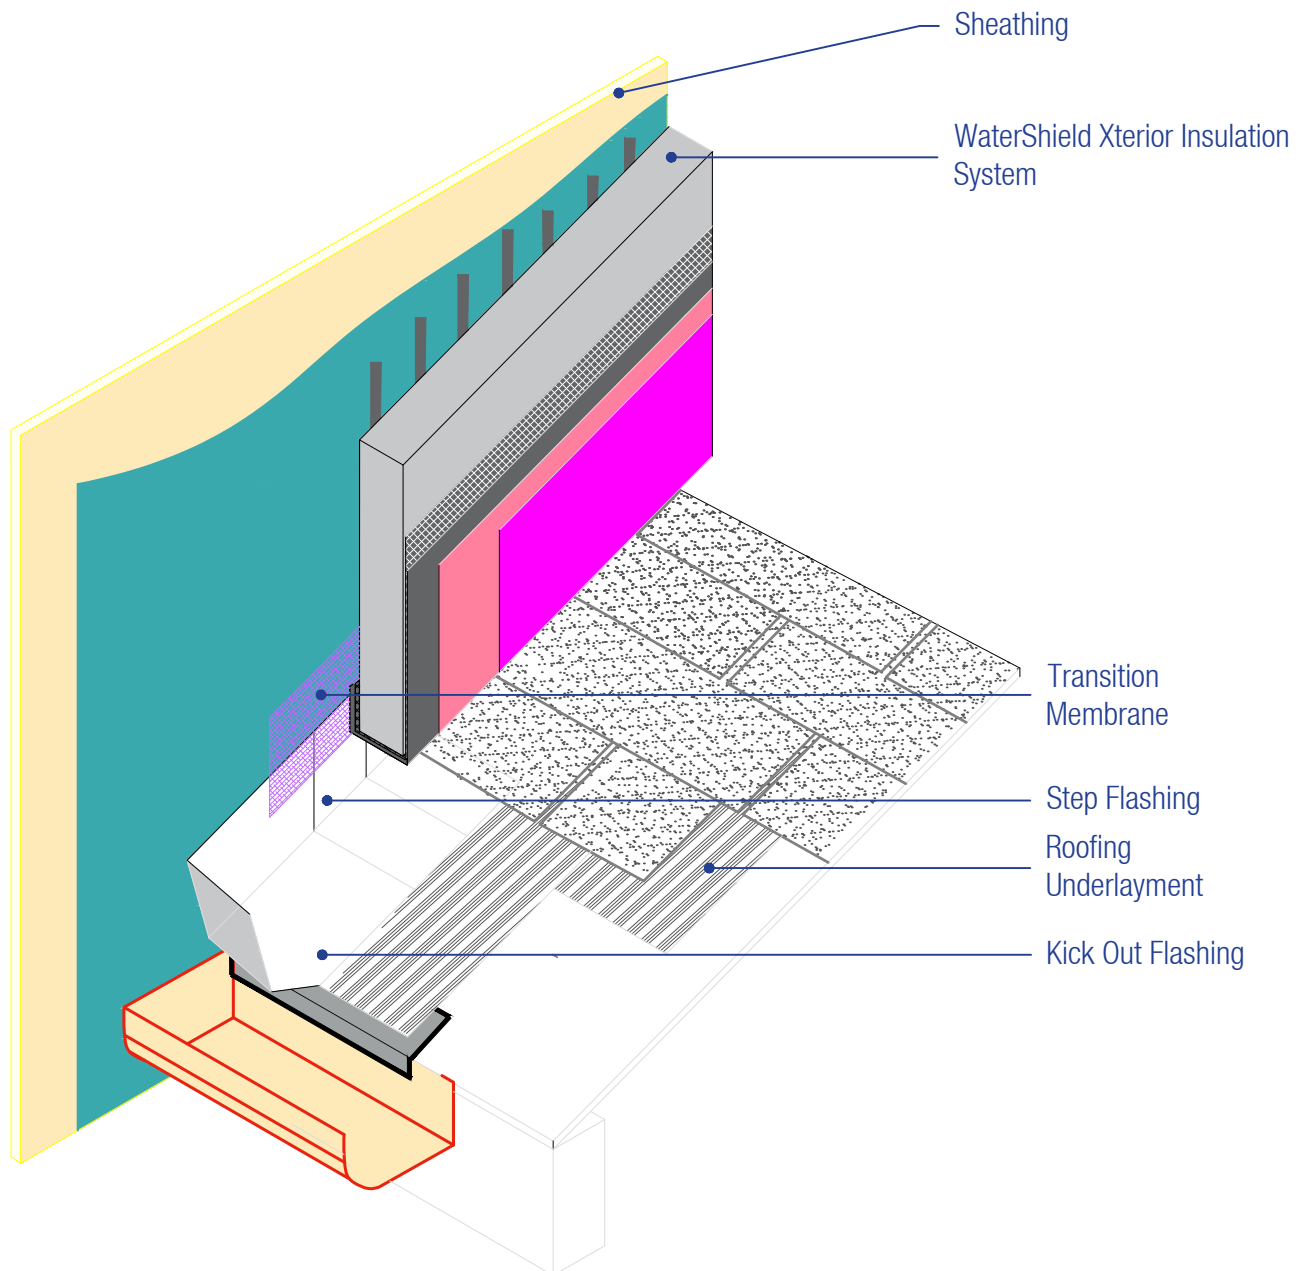 Sheathing
WaterShield Xterior Insulation
System
Transition
Membrane
Step Flashing
Roofing
Underlayment
Kick Out Flashing